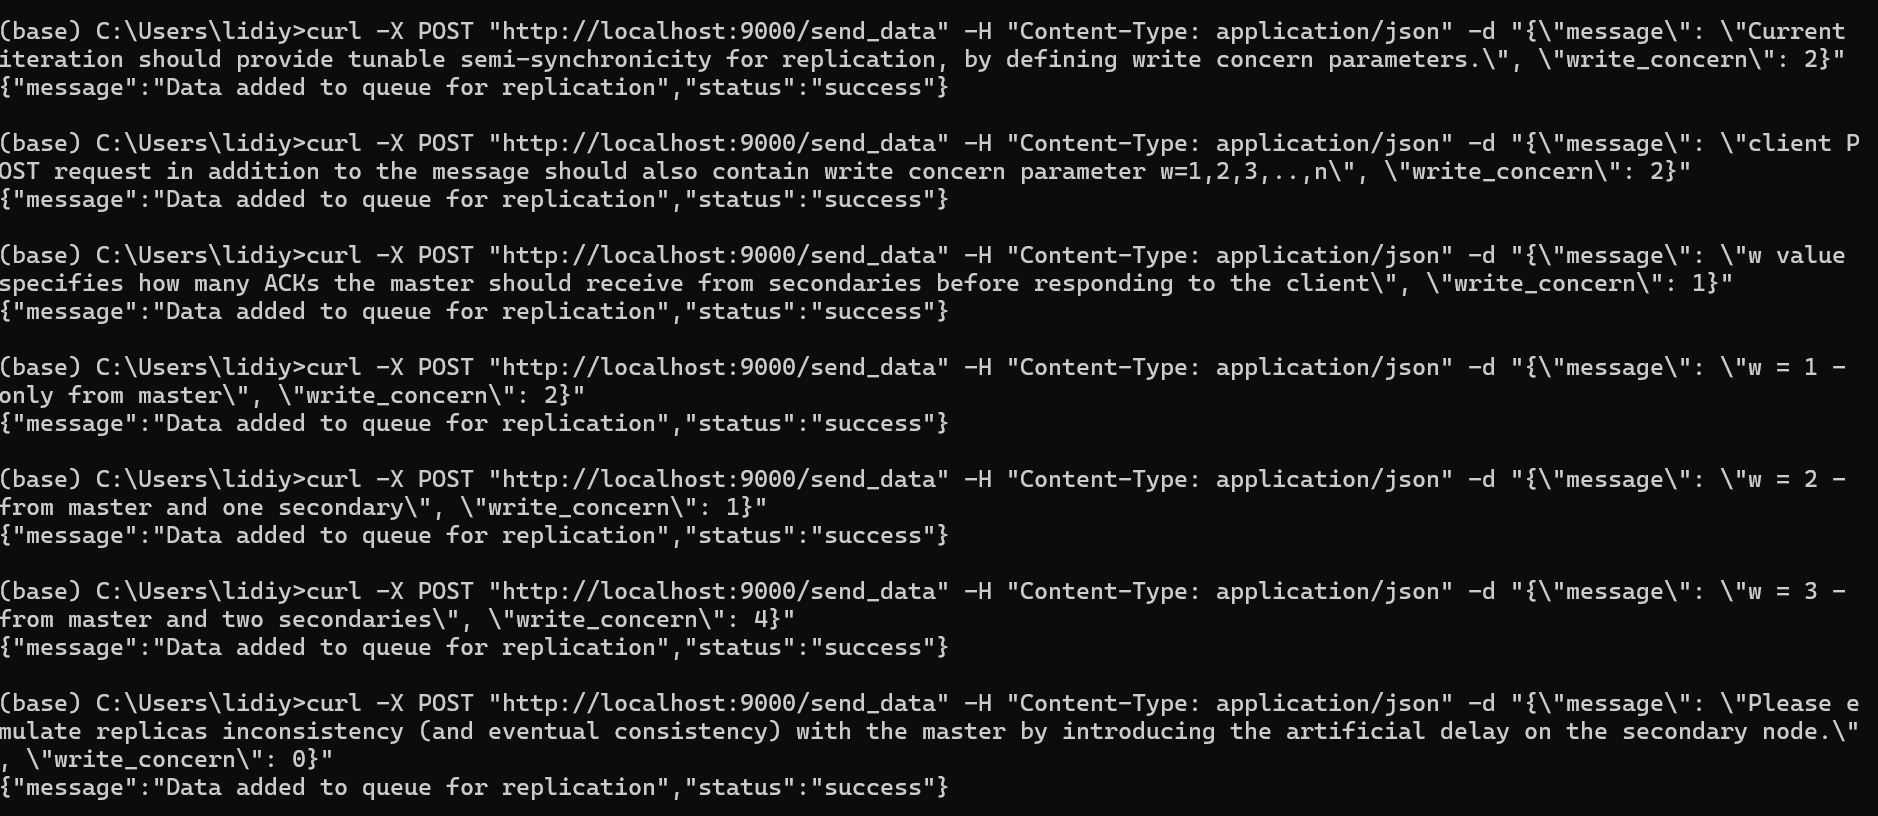 (base) C:\Users\lidiy>curl -X POST "http://localhost:9000/send_data" -H "Content-Type: application/json" -d "{\"message\": \"Current
iteration should provide tunable semi-synchronicity for replication, by defining write concern parameters.\", \"write_concern\": 2}"
{"message":"Data added to queue for replication","status":"success"}

(base) C:\Users\lidiy>curl -X POST "http://localhost:9000/send_data" -H "Content-Type: application/json" -d "{\"message\": \"client P
OST request in addition to the message should also contain write concern parameter w=1,2,3,..,n\", \"write_concern\": 2}"
{"message":"Data added to queue for replication","status":"success"}

(base) C:\Users\lidiy>curl -X POST "http://localhost:9000/send_data" -H "Content-Type: application/json" -d "{\"message\": \"w value
specifies how many ACKs the master should receive from secondaries before responding to the client\", \"write_concern\": 1}"
{"message":"Data added to queue for replication","status":"success"}

(base) C:\Users\lidiy>curl -X POST "http://localhost:9000/send_data" -H "Content-Type: application/json" -d "{\"message\": \"w = 1 -
only from master\", \"write_concern\": 2}"
{"message":"Data added to queue for replication","status":"success"}

(base) C:\Users\lidiy>curl -X POST "http://localhost:9000/send_data" -H "Content-Type: application/json" -d "{\"message\": \"w = 2 -
from master and one secondary\", \"write_concern\": 1}"
{"message":"Data added to queue for replication","status":"success"}

(base) C:\Users\lidiy>curl -X POST "http://localhost:9000/send_data" -H "Content-Type: application/json" -d "{\"message\": \"w = 3 -
from master and two secondaries\", \"write_concern\": 4}"
{"message":"Data added to queue for replication","status":"success"}

(base) C:\Users\lidiy>curl -X POST "http://localhost:9000/send_data" -H "Content-Type: application/json" -d "{\"message\": \"Please e
mulate replicas inconsistency (and eventual consistency) with the master by introducing the artificial delay on the secondary node.\"
, \"write_concern\": 0}"
{"message":"Data added to queue for replication","status":"success"}